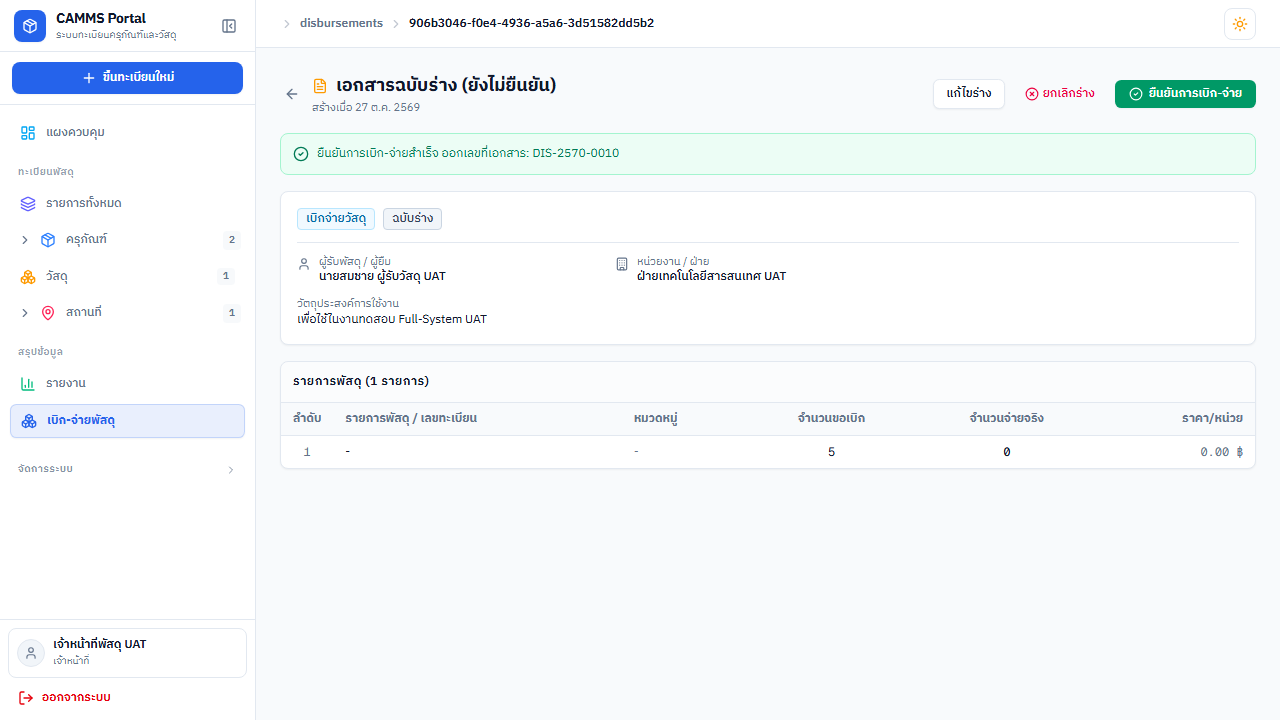 CAMMS Portal
ระบบทะเบียนครุภัณฑ์และวัสดุ
ขึ้นทะเบียนใหม่
แผงควบคุม
ทะเบียนพัสดุ
รายการทั้งหมด
ครุภัณฑ์ 2
วัสดุ 1
สถานที่ 1
สรุปข้อมูล
รายงาน
เบิก-จ่ายพัสดุ
จัดการระบบ
เจ้าหน้าที่พัสดุ UAT
เจ้าหน้าที่
ออกจากระบบ
disbursements 906b3046-f0e4-4936-a5a6-3d51582dd5b2
เอกสารฉบับร่าง (ยังไม่ยืนยัน)
สร้างเมื่อ 27 ต.ค. 2569
แก้ไขร่าง ยกเลิกร่าง ยืนยันการเบิก-จ่าย
ยืนยันการเบิก-จ่ายสำเร็จ ออกเลขที่เอกสาร: DIS-2570-0010
เบิกจ่ายวัสดุ ฉบับร่าง
ผู้รับพัสดุ / ผู้ยืม หน่วยงาน / ฝ่าย
นายสมชาย ผู้รับวัสดุ UAT ฝ่ายเทคโนโลยีสารสนเทศ UAT
วัตถุประสงค์การใช้งาน
เพื่อใช้ในงานทดสอบ Full-System UAT
รายการพัสดุ (1 รายการ)
ลำดับ รายการพัสดุ / เลขทะเบียน หมวดหมู่ จำนวนขอเบิก จำนวนจ่ายจริง ราคา/หน่วย
1 - - 5 0 0.00 ฿